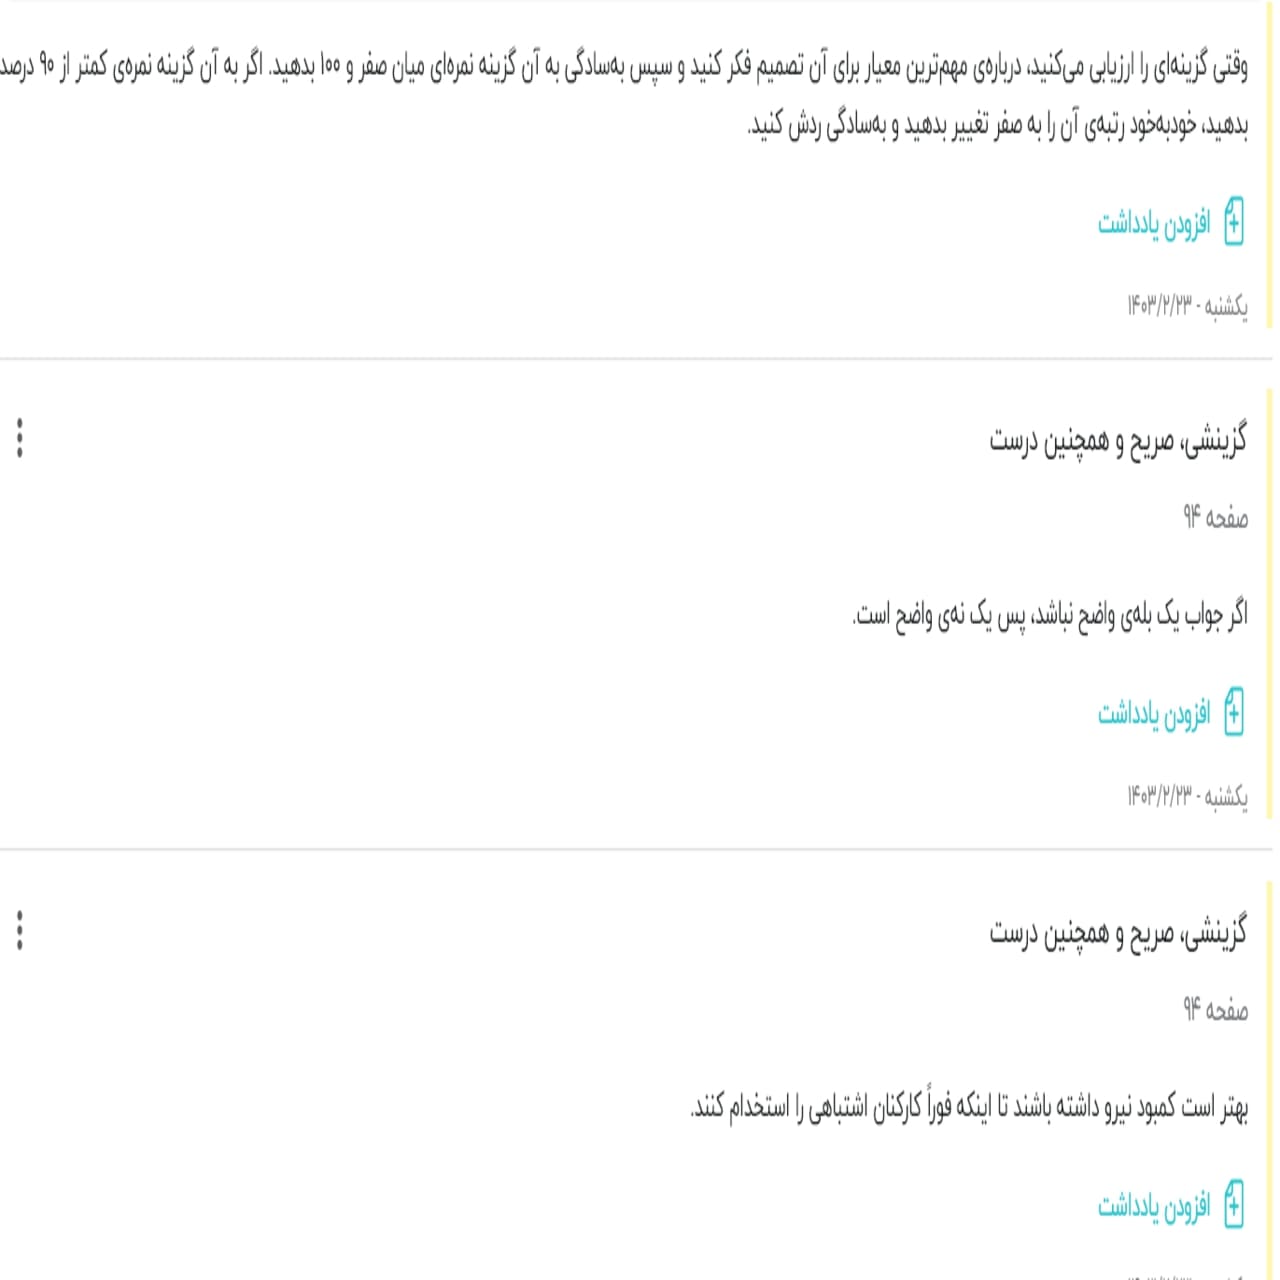 وقتی گزینه‌ای را ارزیابی می‌کنید، درباره‌ی مهم‌ترین معیار برای آن تصمیم فکر کنید و سپس به‌سادگی به آن گزینه نمره‌ای میان صفر و ۱۰۰ بدهید. اگر به آن گزینه نمره‌ی کمتر از ۹۰ درصد
بدهید، خودبه‌خود رتبه‌ی آن را به صفر تغییر بدهید و به‌سادگی ردش کنید.
افزودن یادداشت
یکشنبه - ۱۴۰۳/۲/۲۳
گزینشی، صریح و همچنین درست
صفحه ۹۴
اگر جواب یک بله‌ی واضح نباشد، پس یک نه‌ی واضح است.
افزودن یادداشت
یکشنبه - ۱۴۰۳/۲/۲۳
گزینشی، صریح و همچنین درست
صفحه ۹۴
بهتر است کمبود نیرو داشته باشند تا اینکه فوراً کارکنان اشتباهی را استخدام کنند.
افزودن یادداشت